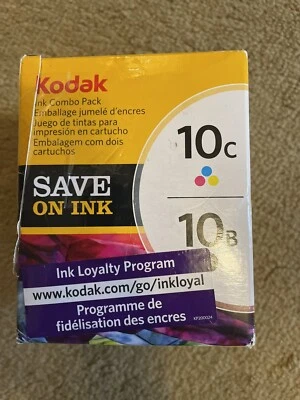 Kodak
Ink Combo Pack
Emballage jumelé d'encres
Juego de tintas para
impresión en cartucho
Embalagem com dois
cartuchos
10C
SAVE
ON INK
10B
Ink Loyalty Program
www.kodak.com/go/inkloyal
Programme de
fidélisation des encres